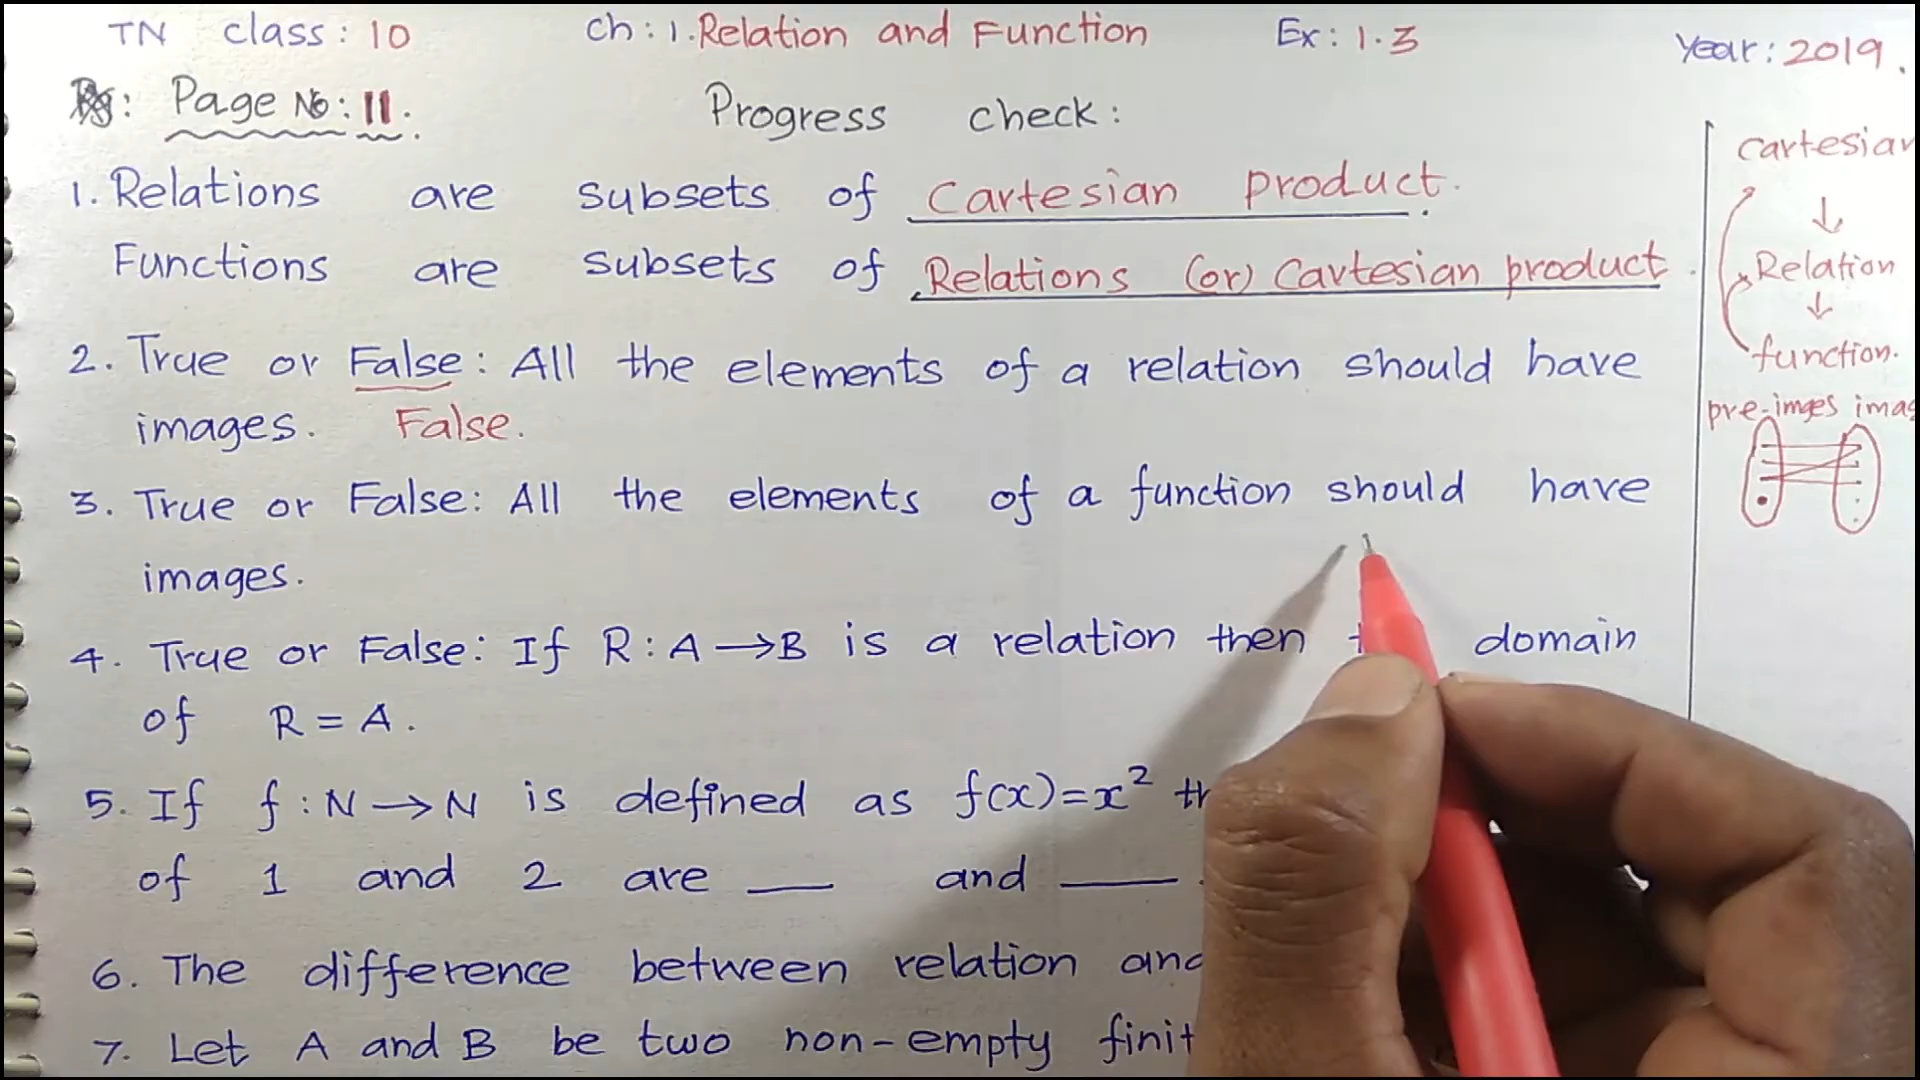 TN class: 10 Ch: 1. Relation and Function Ex: 1.3 Year: 2019.
: Page No: 11. Progress check:
1. Relations are subsets of Cartesian product.
Functions are subsets of Relations (or) Cartesian product.
2. True or False: All the elements of a relation should have
images. False.
3. True or False: All the elements of a function should have
images.
4. True or False: If R : A → B is a relation then domain
of R = A.
5. If f : N → N is defined as f(x) = x²
of 1 and 2 are ___ and ___.
6. The difference between relation and
7. Let A and B be two non-empty
Cartesian
↓
Relation
↓
function.
pre-imges